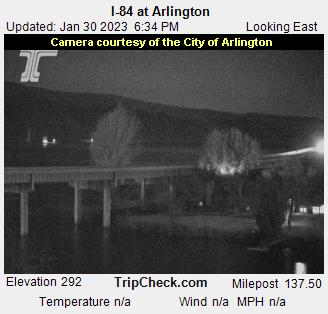 I-84 at Arlington
Updated: Jan 30 2023 6:34 PM Looking East
Camera courtesy of the City of Arlington
Elevation 292 TripCheck.com Milepost 137.50
Temperature n/a Wind n/a MPH n/a